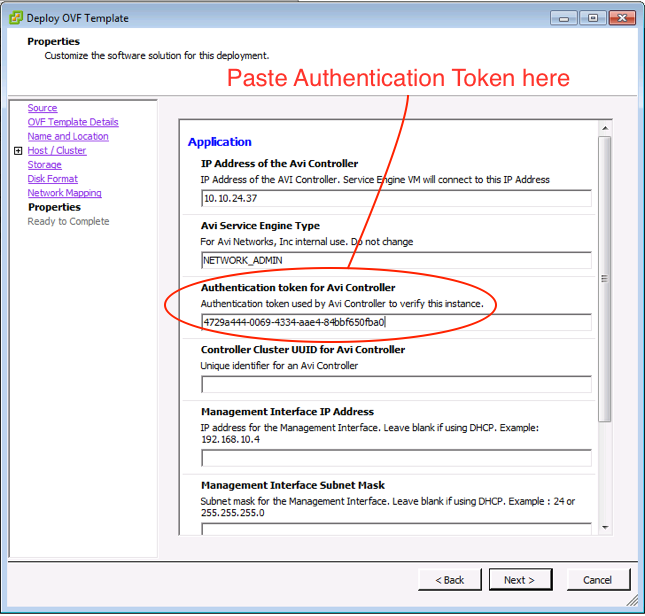 Deploy OVF Template
Properties
Customize the software solution for this deployment.
Paste Authentication Token here
Source
OVF Template Details
Name and Location
Host / Cluster
Storage
Disk Format
Network Mapping
Properties
Ready to Complete
Application
IP Address of the Avi Controller
IP Address of the AVI Controller. Service Engine VM will connect to this IP Address
10.10.24.37
Avi Service Engine Type
For Avi Networks, Inc internal use. Do not change
NETWORK_ADMIN
Authentication token for Avi Controller
Authentication token used by Avi Controller to verify this instance.
4729a444-0069-4334-aae4-84bbf650fba0
Controller Cluster UUID for Avi Controller
Unique identifier for an Avi Controller
Management Interface IP Address
IP address for the Management Interface. Leave blank if using DHCP. Example:
192.168.10.4
Management Interface Subnet Mask
Subnet mask for the Management Interface. Leave blank if using DHCP. Example : 24 or
255.255.255.0
< Back
Next >
Cancel